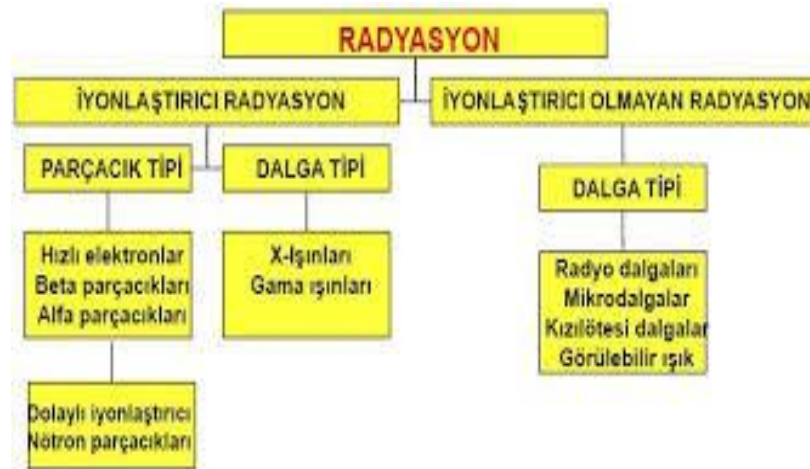 RADYASYON
İYONLAŞTIRICI RADYASYON
İYONLAŞTIRICI OLMAYAN RADYASYON
PARÇACIK TİPİ
DALGA TİPİ
DALGA TİPİ
Hızlı elektronlar
Beta parçacıkları
Alfa parçacıkları
X-Işınları
Gama ışınları
Radyo dalgaları
Mikrodalgalar
Kızılötesi dalgalar
Görülebilir ışık
Dolaylı iyonlaştırıcı
Nötron parçacıkları